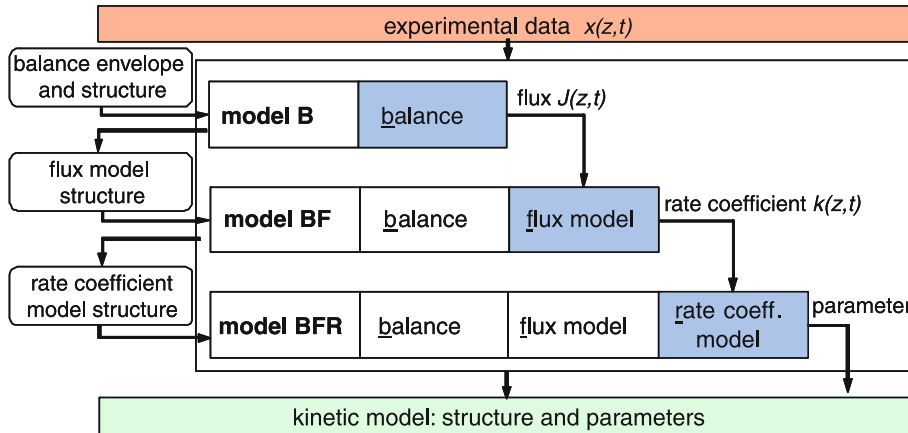 experimental data x(z,t)
balance envelope
and structure
model B
balance
flux J(z,t)
flux model
structure
model BF
balance
flux model
rate coefficient k(z,t)
rate coefficient
model structure
model BFR
balance
flux model
rate coeff.
model
parameter
kinetic model: structure and parameters